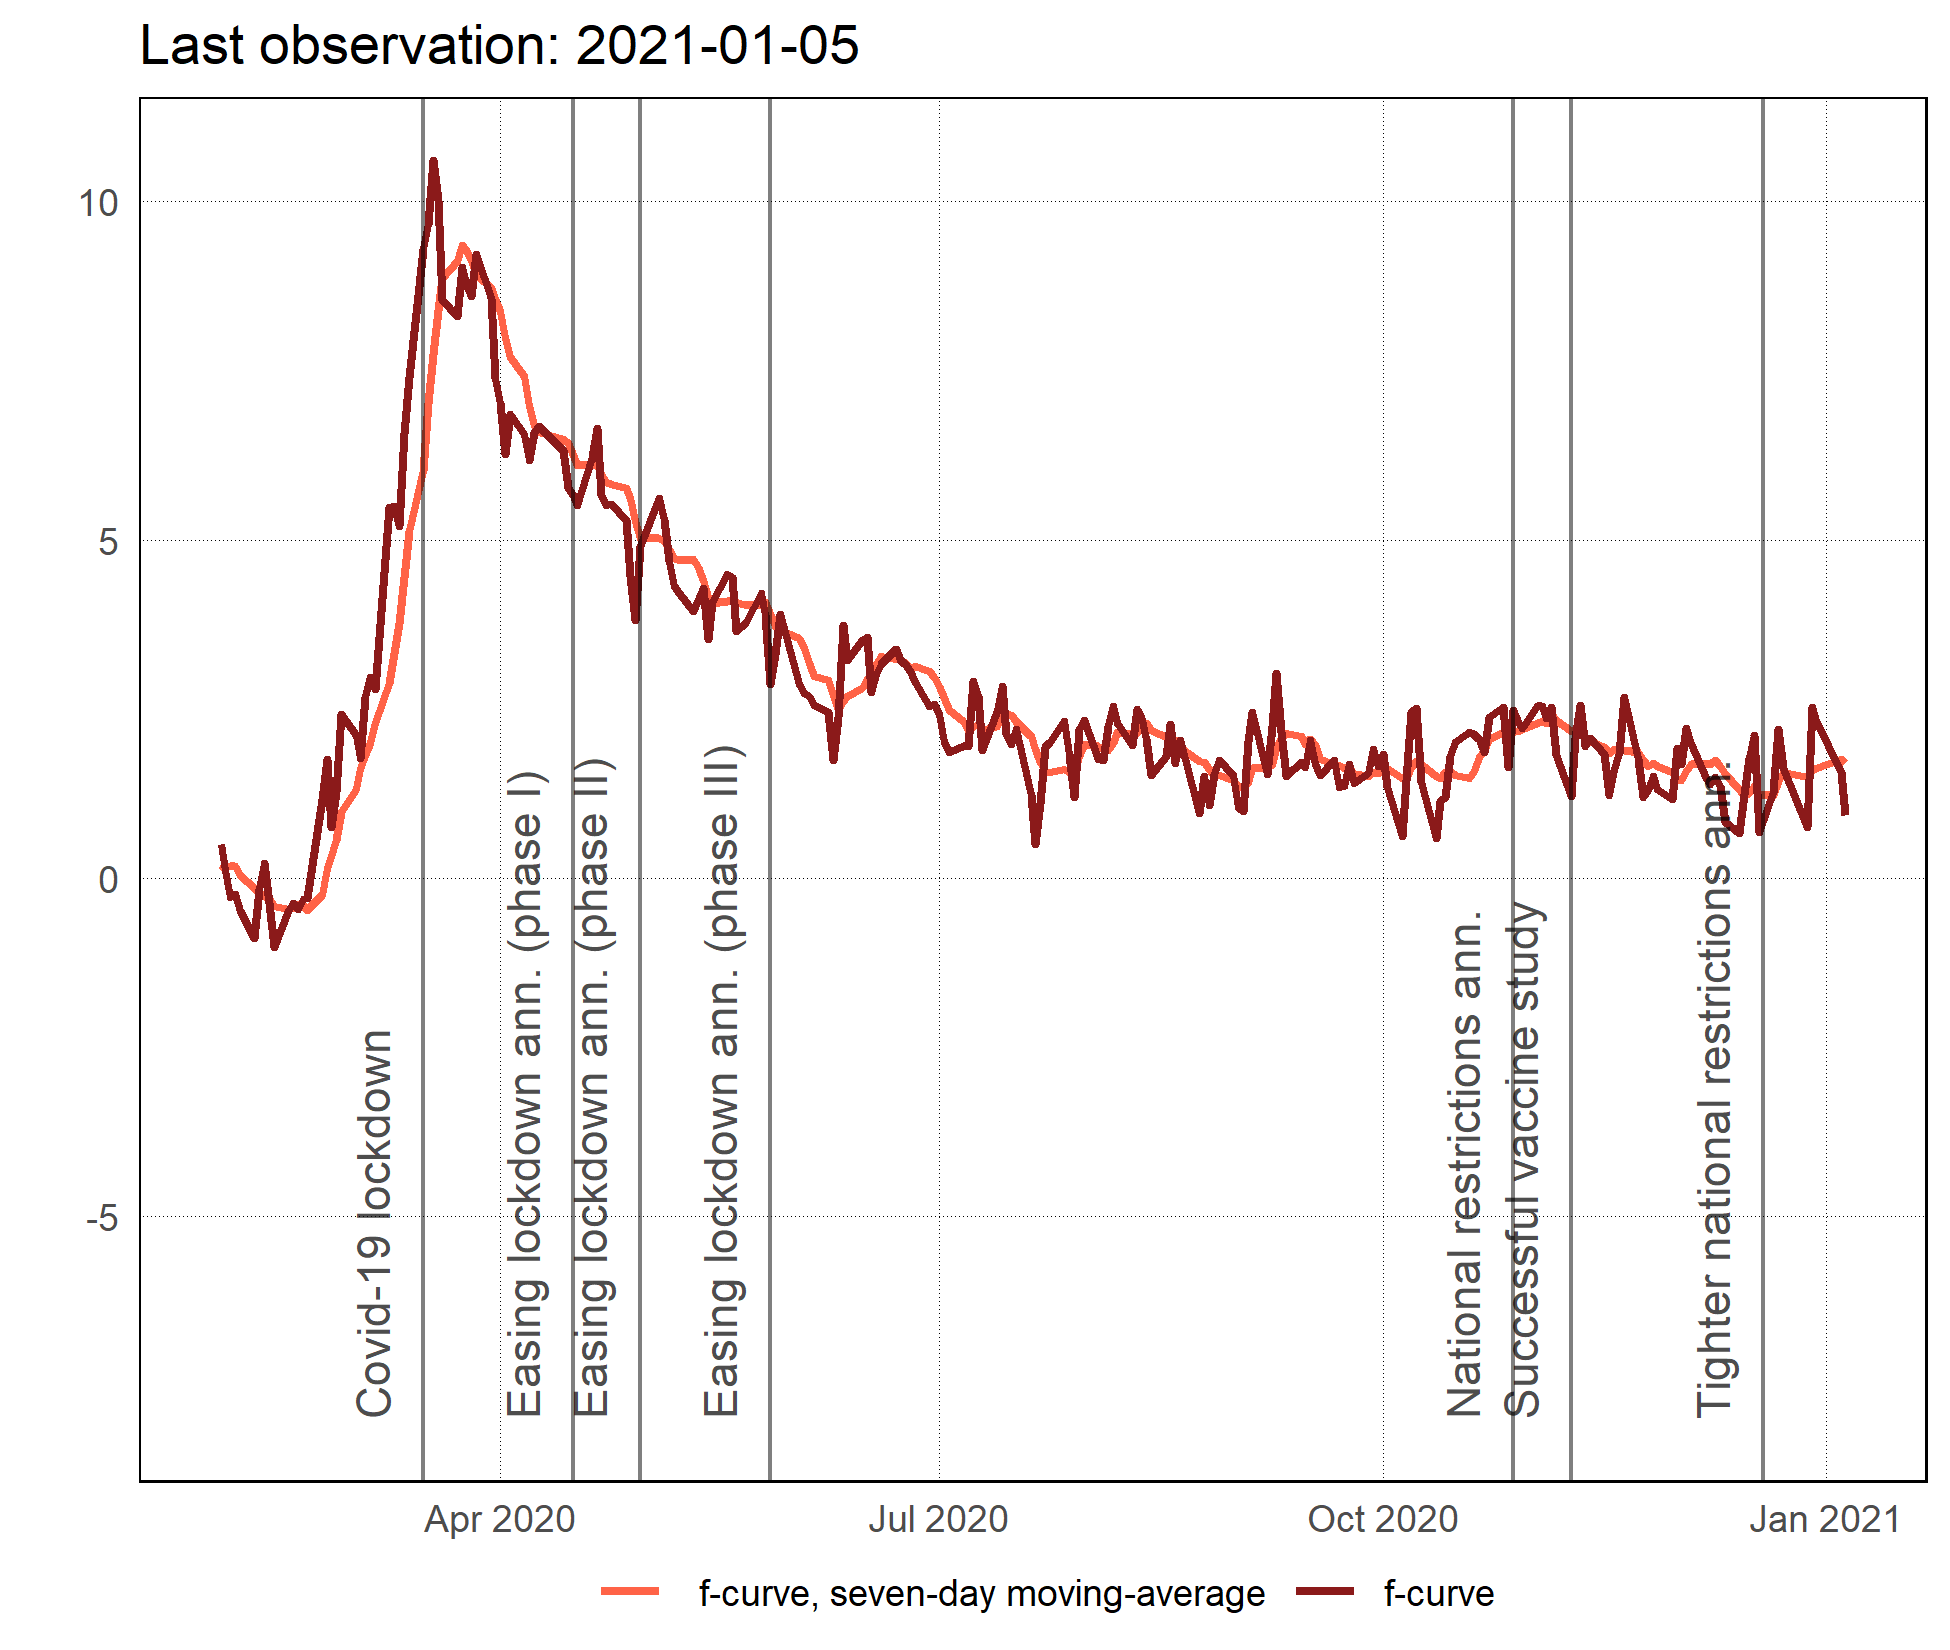 Last observation: 2021-01-05
10
5
0
-5
Covid-19 lockdown
Easing lockdown ann. (phase I)
Easing lockdown ann. (phase II)
Easing lockdown ann. (phase III)
National restrictions ann.
Successful vaccine study
Tighter national restrictions ann.
Apr 2020
Jul 2020
Oct 2020
Jan 2021
f-curve, seven-day moving-average
f-curve